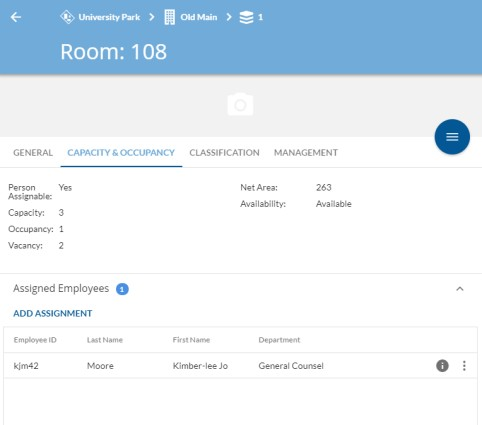 University Park > Old Main > 1
Room: 108
GENERAL CAPACITY & OCCUPANCY CLASSIFICATION MANAGEMENT
Person Assignable: Yes Net Area: 263
Capacity: 3 Availability: Available
Occupancy: 1
Vacancy: 2
Assigned Employees 1
ADD ASSIGNMENT
Employee ID Last Name First Name Department
kjm42 Moore Kimber-lee Jo General Counsel